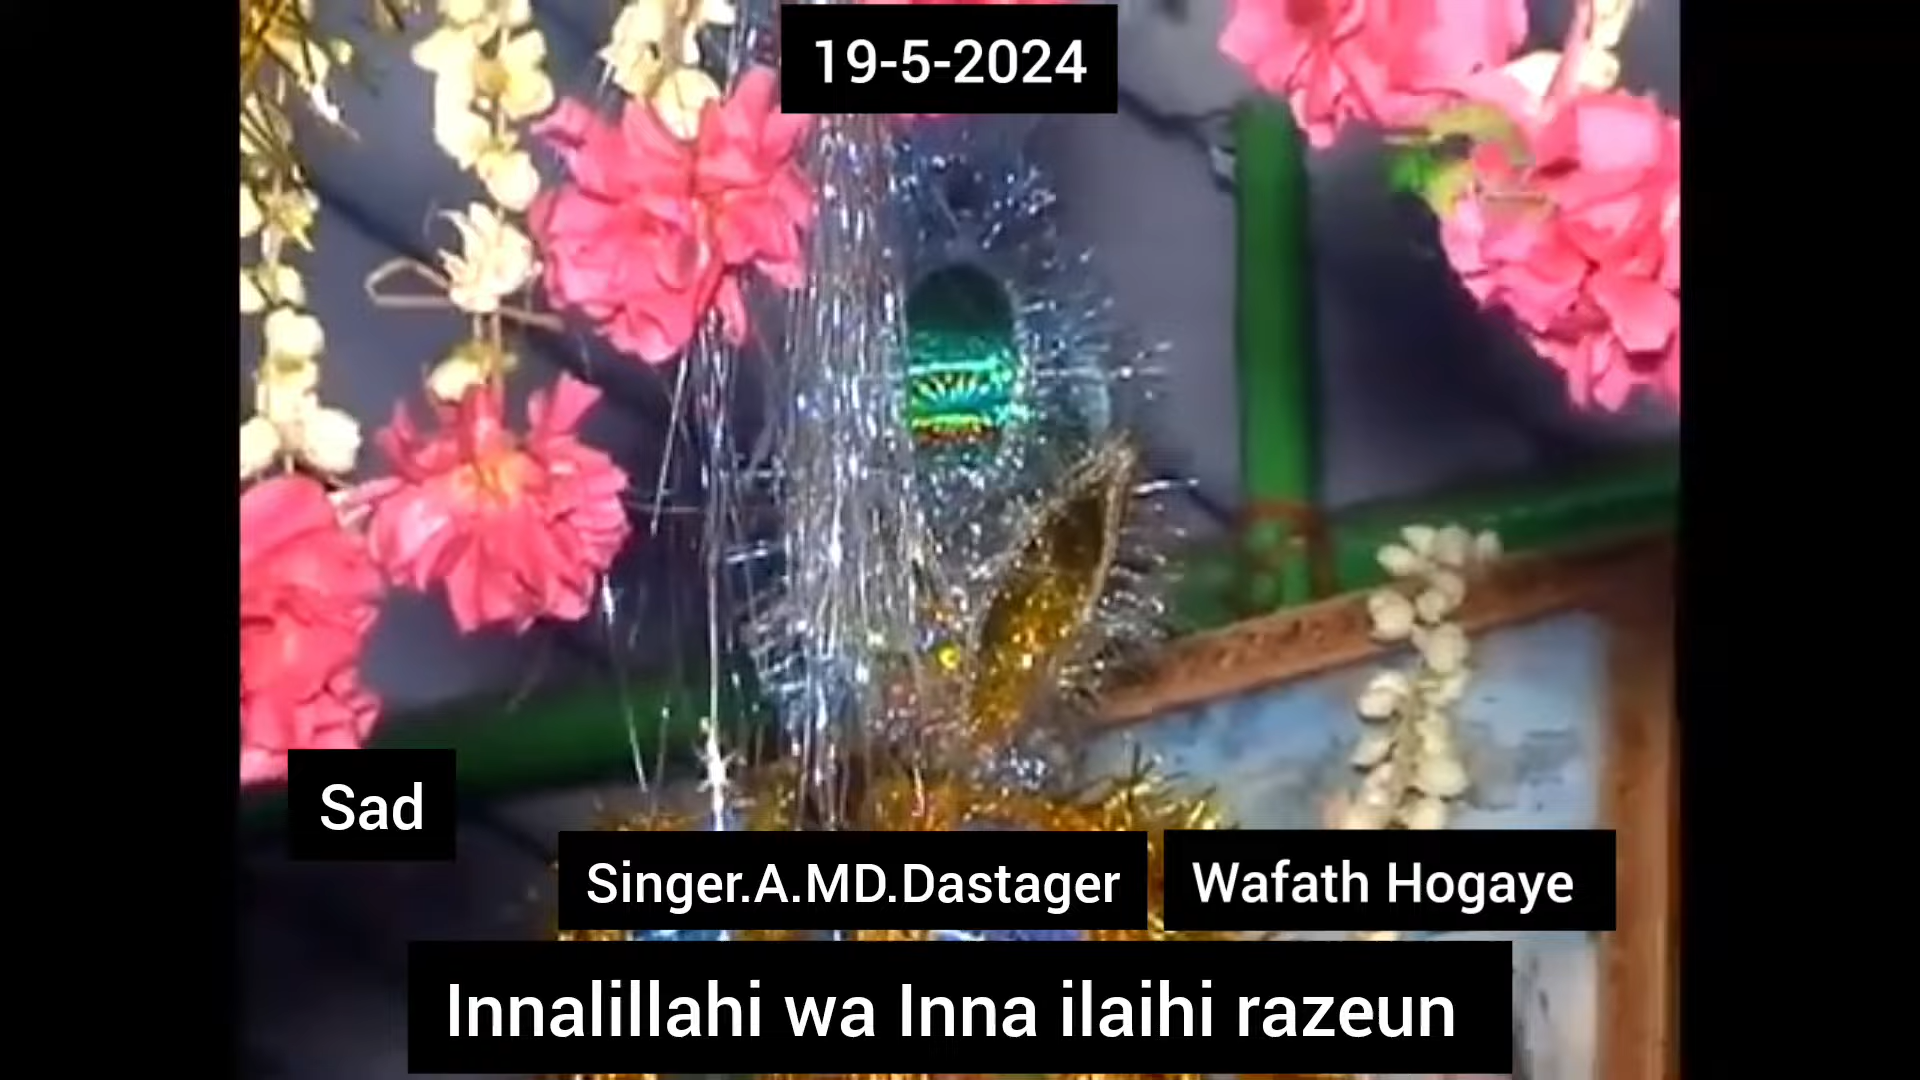 19-5-2024
Sad
Singer.A.MD.Dastager
Wafath Hogaye
Innalillahi wa Inna ilaihi razeun